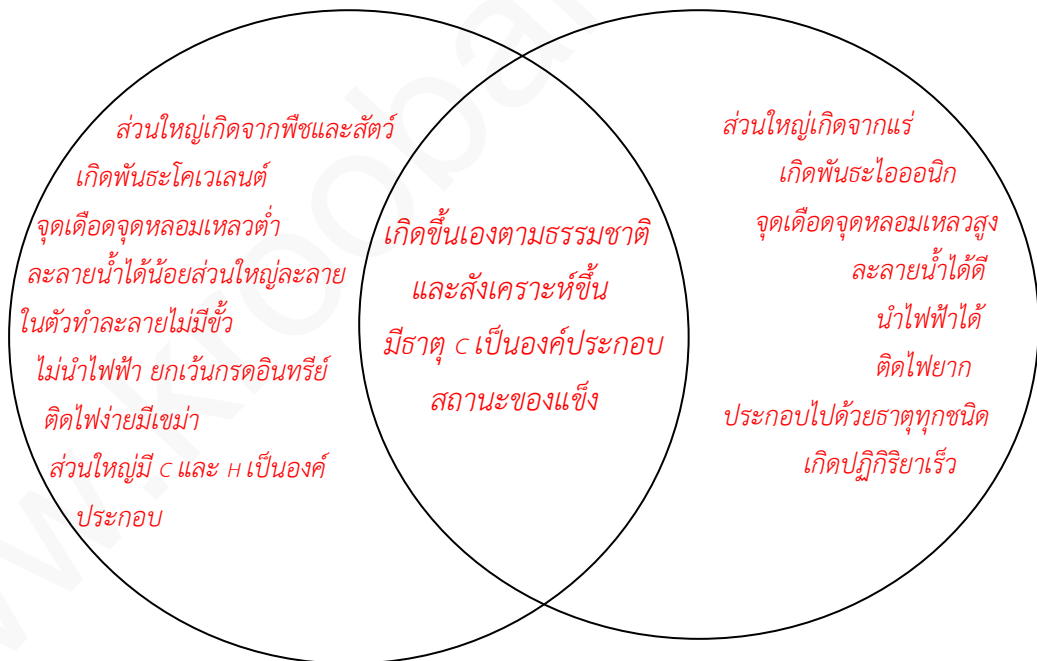 ส่วนใหญ่เกิดจากพืชและสัตว์
เกิดพันธะโคเวเลนต์
จุดเดือดจุดหลอมเหลวต่ำ
ละลายน้ำได้น้อยส่วนใหญ่ละลาย
ในตัวทำละลายไม่มีขั้ว
ไม่นำไฟฟ้า ยกเว้นกรดอินทรีย์
ติดไฟง่ายมีเขม่า
ส่วนใหญ่มี C และ H เป็นองค์
ประกอบ
เกิดขึ้นเองตามธรรมชาติ
และสังเคราะห์ขึ้น
มีธาตุ C เป็นองค์ประกอบ
สถานะของแข็ง
ส่วนใหญ่เกิดจากแร่
เกิดพันธะไอออนิก
จุดเดือดจุดหลอมเหลวสูง
ละลายน้ำได้ดี
นำไฟฟ้าได้
ติดไฟยาก
ประกอบไปด้วยธาตุทุกชนิด
เกิดปฏิกิริยาเร็ว